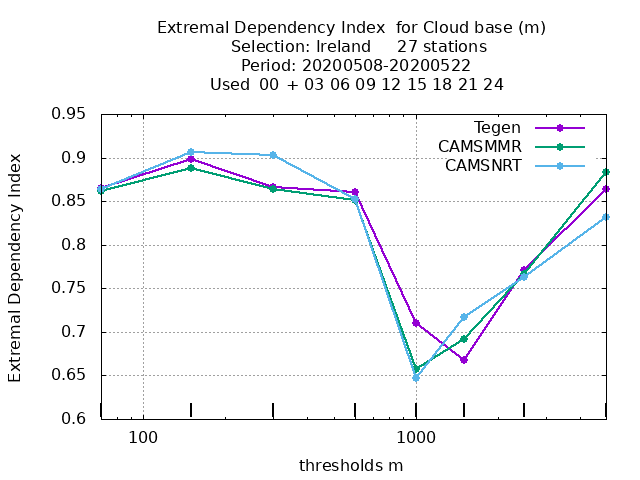 Extremal Dependency Index  for Cloud base (m)
Selection: Ireland     27 stations
Period: 20200508-20200522
Used  00 + 03 06 09 12 15 18 21 24
Tegen
CAMSMMR
CAMSNRT
Extremal Dependency Index
0.95
0.9
0.85
0.8
0.75
0.7
0.65
0.6
100
1000
thresholds m